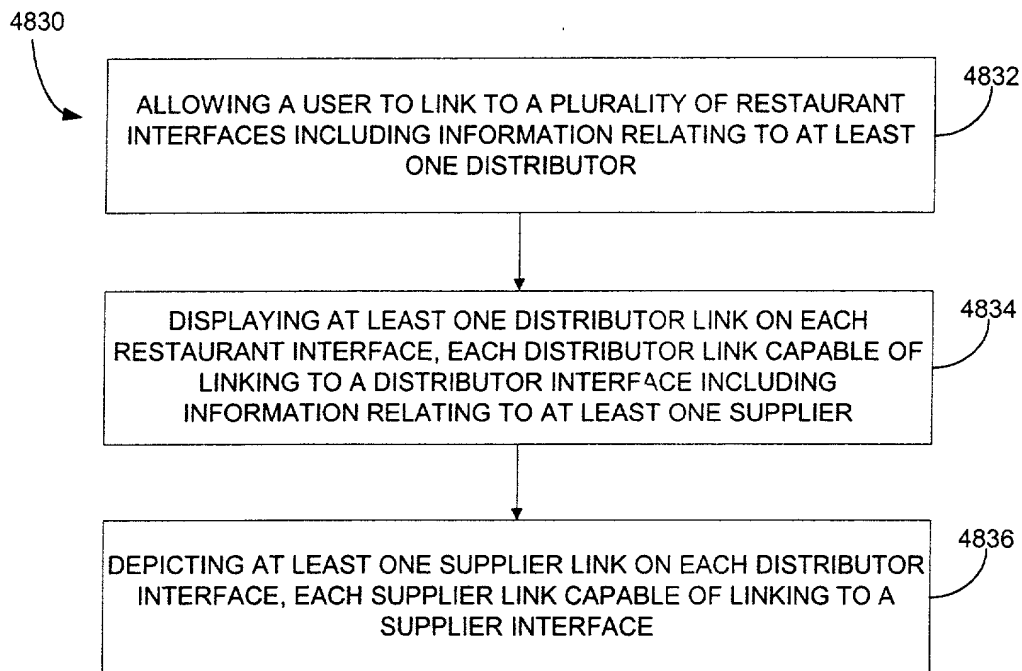 4830
4832
ALLOWING A USER TO LINK TO A PLURALITY OF RESTAURANT
INTERFACES INCLUDING INFORMATION RELATING TO AT LEAST
ONE DISTRIBUTOR
4834
DISPLAYING AT LEAST ONE DISTRIBUTOR LINK ON EACH
RESTAURANT INTERFACE, EACH DISTRIBUTOR LINK CAPABLE OF
LINKING TO A DISTRIBUTOR INTERFACE INCLUDING
INFORMATION RELATING TO AT LEAST ONE SUPPLIER
4836
DEPICTING AT LEAST ONE SUPPLIER LINK ON EACH DISTRIBUTOR
INTERFACE, EACH SUPPLIER LINK CAPABLE OF LINKING TO A
SUPPLIER INTERFACE